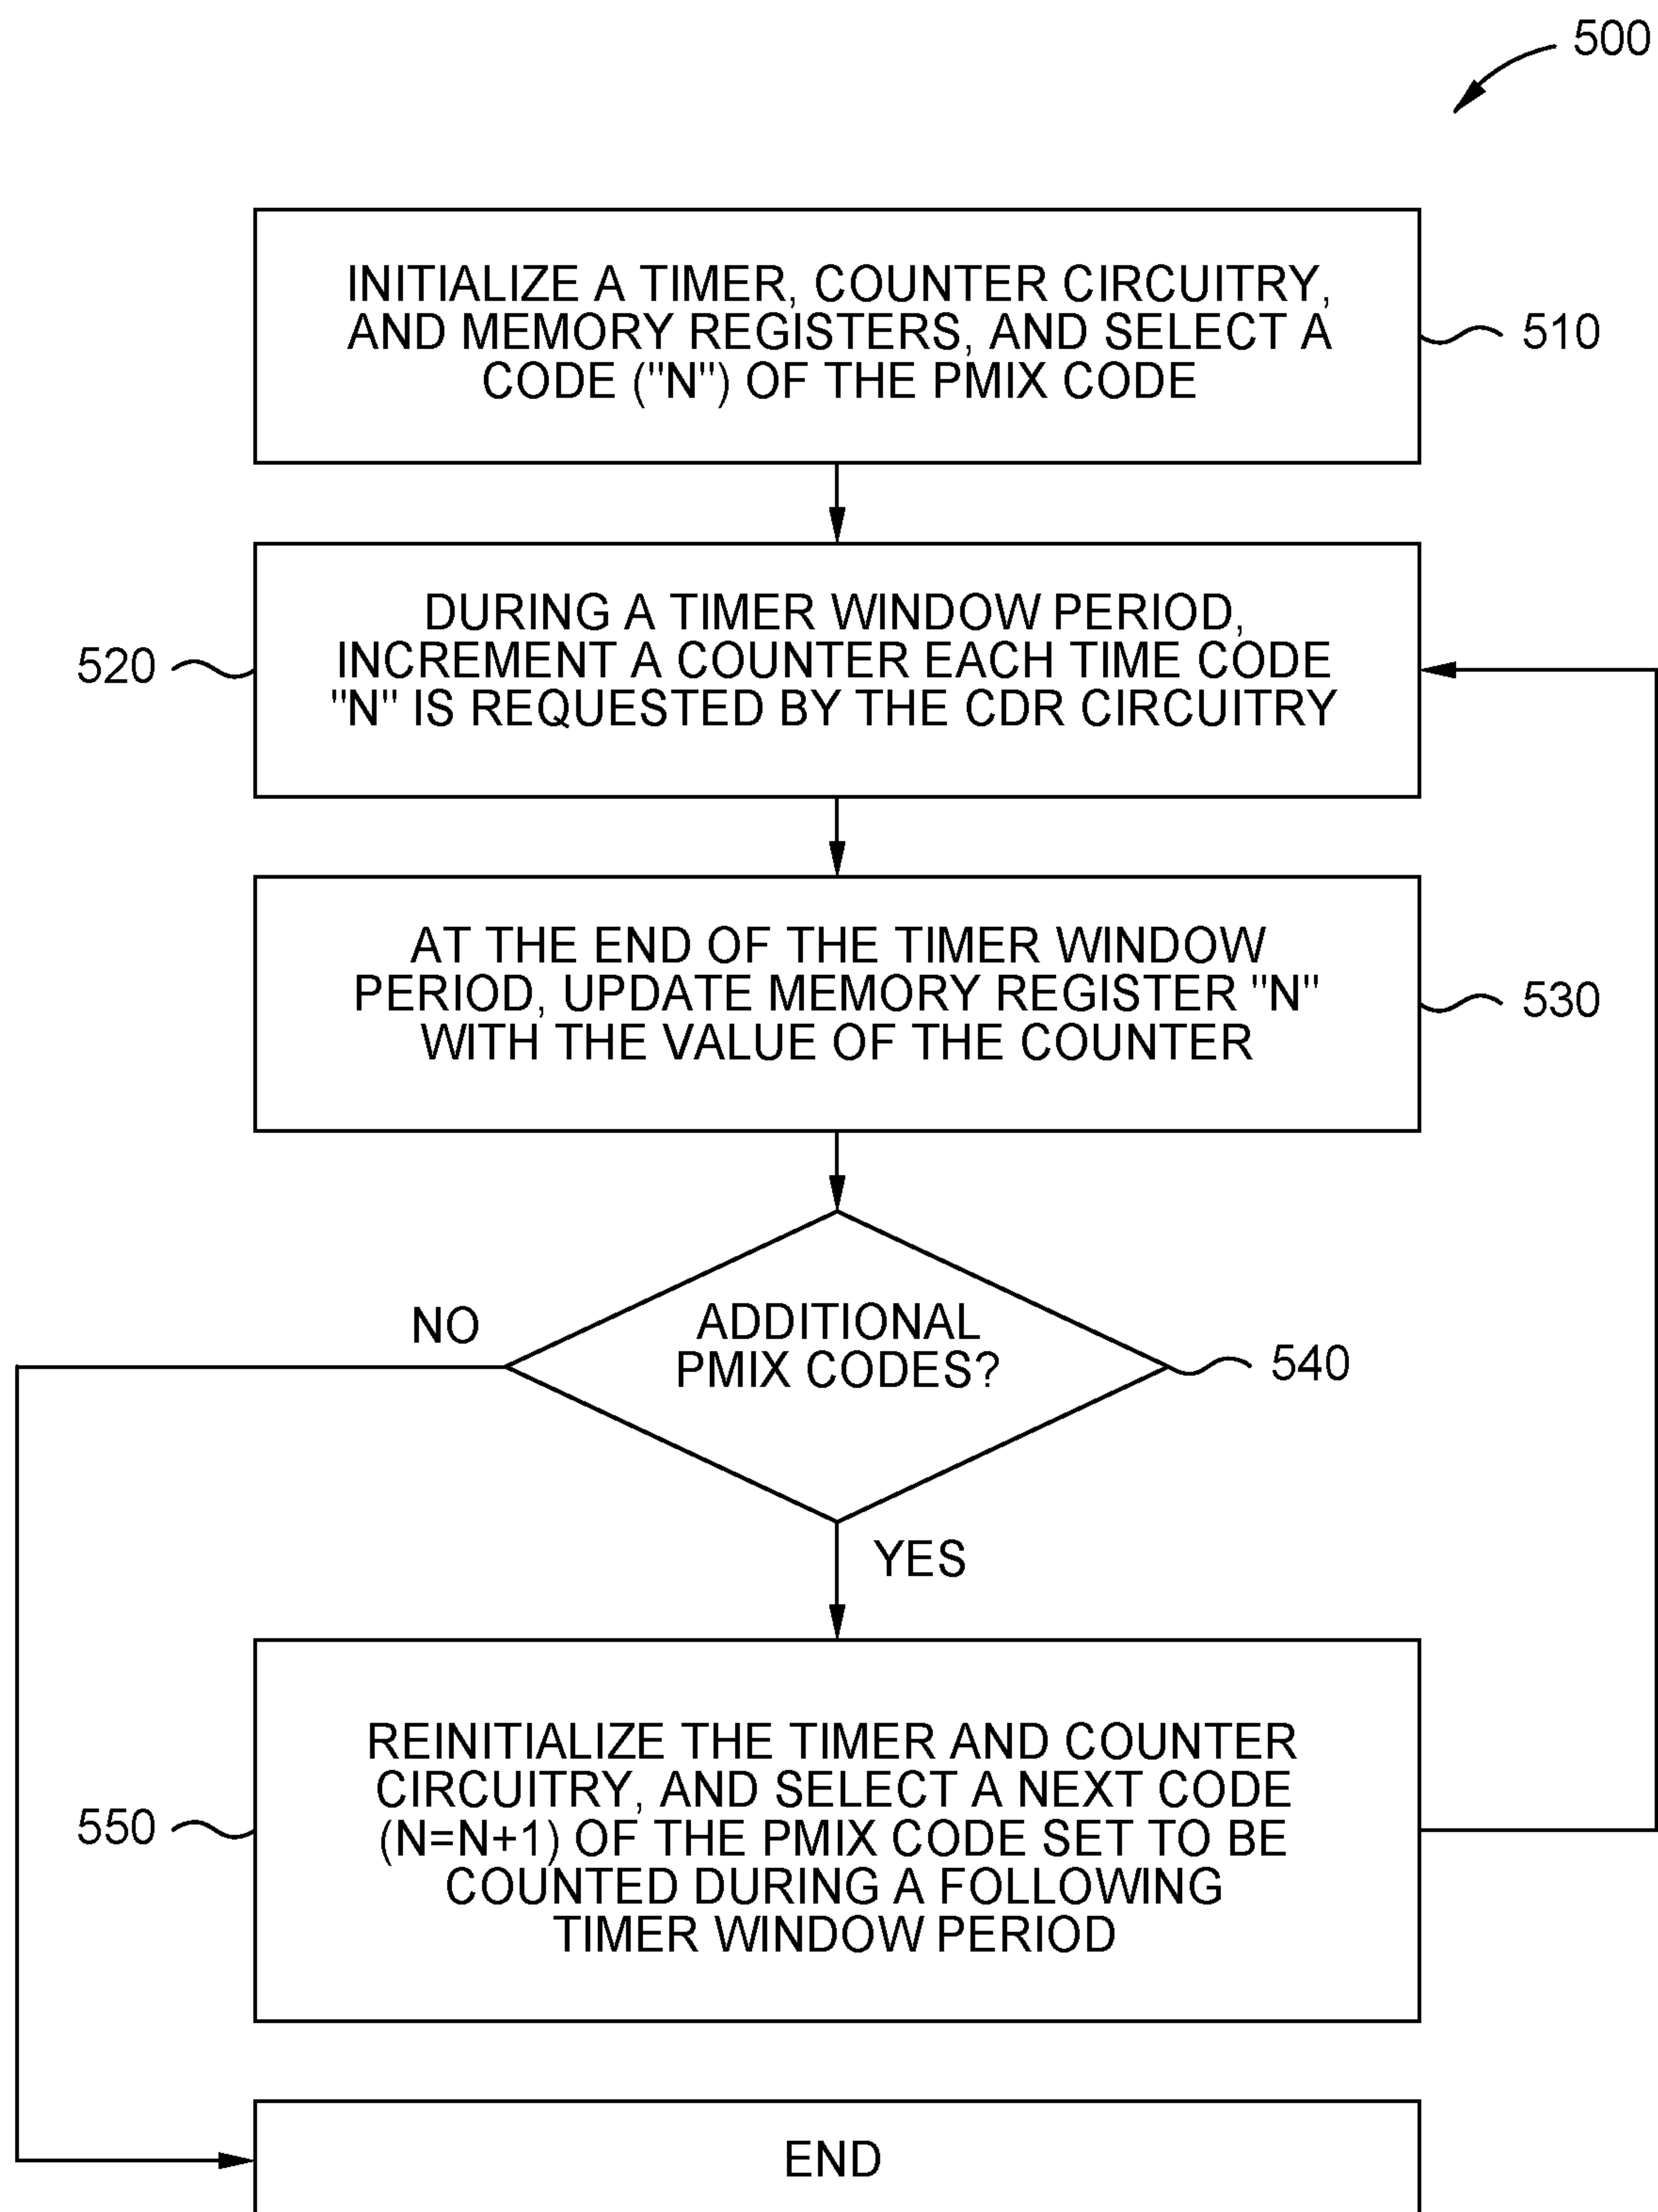 500
INITIALIZE A TIMER, COUNTER CIRCUITRY,
AND MEMORY REGISTERS, AND SELECT A
CODE ("N") OF THE PMIX CODE
510
DURING A TIMER WINDOW PERIOD,
INCREMENT A COUNTER EACH TIME CODE
"N" IS REQUESTED BY THE CDR CIRCUITRY
520
AT THE END OF THE TIMER WINDOW
PERIOD, UPDATE MEMORY REGISTER "N"
WITH THE VALUE OF THE COUNTER
530
NO
ADDITIONAL
PMIX CODES?
540
YES
REINITIALIZE THE TIMER AND COUNTER
CIRCUITRY, AND SELECT A NEXT CODE
(N=N+1) OF THE PMIX CODE SET TO BE
COUNTED DURING A FOLLOWING
TIMER WINDOW PERIOD
550
END